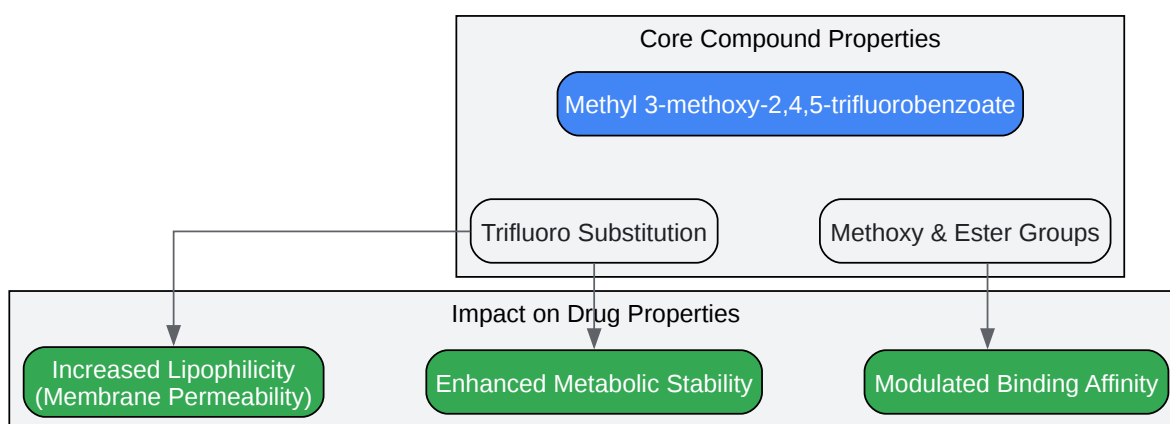 Core Compound Properties
Methyl 3-methoxy-2,4,5-trifluorobenzoate
Trifluoro Substitution
Methoxy & Ester Groups
Impact on Drug Properties
Increased Lipophilicity
(Membrane Permeability)
Enhanced Metabolic Stability
Modulated Binding Affinity